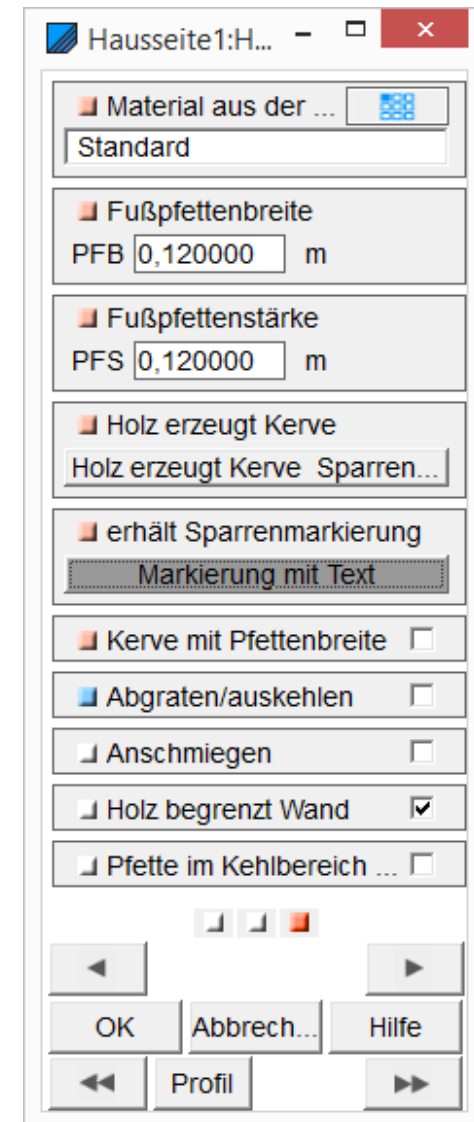 Hausseite1:H...
Material aus der ...
Standard
Fußpfettenbreite
PFB 0,120000 m
Fußpfettenstärke
PFS 0,120000 m
Holz erzeugt Kerve
Holz erzeugt Kerve Sparren...
erhält Sparrenmarkierung
Markierung mit Text
Kerve mit Pfettenbreite
Abgraten/auskehlen
Anschmiegen
Holz begrenzt Wand
Pfette im Kehlbereich ...
OK Abbrech... Hilfe
Profil